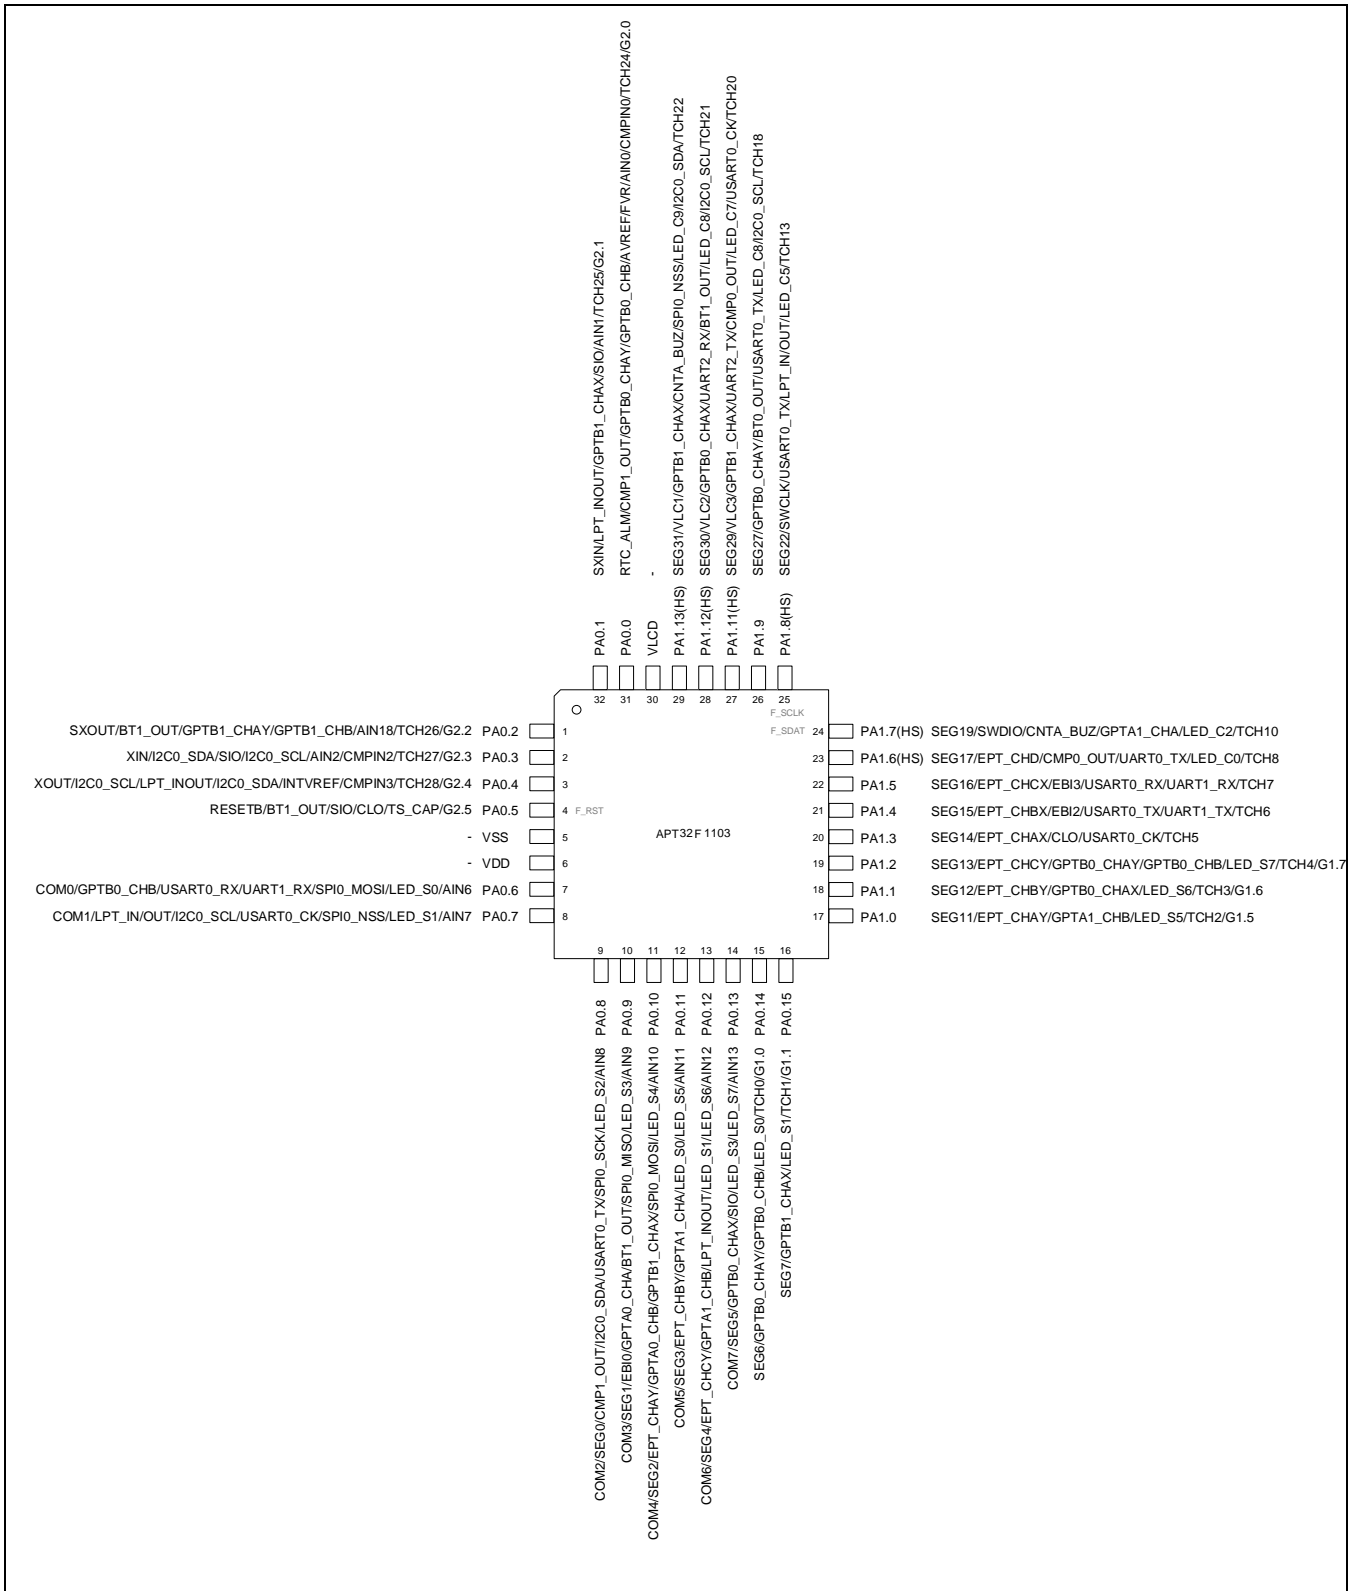 SXIN/LPT_INOUT/GPTB1_CHAX/SIO/AIN1/TCH25/G2.1
RTC_ALM/CMP1_OUT/GPTB0_CHAY/GPTB0_CHB/AVREF/FVR/AIN0/CMPIN0/TCH24/G2.0
-
SEG31/VLC1/GPTB1_CHAX/CNTA_BUZ/SPI0_NSS/LED_C9/I2C0_SDA/TCH22
SEG30/VLC2/GPTB0_CHAX/UART2_RX/BT1_OUT/LED_C8/I2C0_SCL/TCH21
SEG29/VLC3/GPTB1_CHAX/UART2_TX/CMP0_OUT/LED_C7/USART0_CK/TCH20
SEG27/GPTB0_CHAY/BT0_OUT/USART0_TX/LED_C8/I2C0_SCL/TCH18
SEG22/SWCLK/USART0_TX/LPT_IN/OUT/LED_C5/TCH13
PA0.1
PA0.0
VLCD
PA1.13(HS)
PA1.12(HS)
PA1.11(HS)
PA1.9
PA1.8(HS)
32 31 30 29 28 27 26 25
F_SCLK
SXOUT/BT1_OUT/GPTB1_CHAY/GPTB1_CHB/AIN18/TCH26/G2.2 PA0.2 1
F_SDAT 24 PA1.7(HS) SEG19/SWDIO/CNTA_BUZ/GPTA1_CHA/LED_C2/TCH10
XIN/I2C0_SDA/SIO/I2C0_SCL/AIN2/CMPIN2/TCH27/G2.3 PA0.3 2
23 PA1.6(HS) SEG17/EPT_CHD/CMP0_OUT/UART0_TX/LED_C0/TCH8
XOUT/I2C0_SCL/LPT_INOUT/I2C0_SDA/INTVREF/CMPIN3/TCH28/G2.4 PA0.4 3
22 PA1.5 SEG16/EPT_CHCX/EBI3/USART0_RX/UART1_RX/TCH7
RESETB/BT1_OUT/SIO/CLO/TS_CAP/G2.5 PA0.5 4 F_RST
21 PA1.4 SEG15/EPT_CHBX/EBI2/USART0_TX/UART1_TX/TCH6
- VSS 5
APT32F1103
20 PA1.3 SEG14/EPT_CHAX/CLO/USART0_CK/TCH5
- VDD 6
19 PA1.2 SEG13/EPT_CHCY/GPTB0_CHAY/GPTB0_CHB/LED_S7/TCH4/G1.7
COM0/GPTB0_CHB/USART0_RX/UART1_RX/SPI0_MOSI/LED_S0/AIN6 PA0.6 7
18 PA1.1 SEG12/EPT_CHBY/GPTB0_CHAX/LED_S6/TCH3/G1.6
COM1/LPT_IN/OUT/I2C0_SCL/USART0_CK/SPI0_NSS/LED_S1/AIN7 PA0.7 8
17 PA1.0 SEG11/EPT_CHAY/GPTA1_CHB/LED_S5/TCH2/G1.5
9 10 11 12 13 14 15 16
COM2/SEG0/CMP1_OUT/I2C0_SDA/USART0_TX/SPI0_SCK/LED_S2/AIN8 PA0.8
COM3/SEG1/EBI0/GPTA0_CHA/BT1_OUT/SPI0_MISO/LED_S3/AIN9 PA0.9
COM4/SEG2/EPT_CHAY/GPTA0_CHB/GPTB1_CHAX/SPI0_MOSI/LED_S4/AIN10 PA0.10
COM5/SEG3/EPT_CHBY/GPTA1_CHA/LED_S0/LED_S5/AIN11 PA0.11
COM6/SEG4/EPT_CHCY/GPTA1_CHB/LPT_INOUT/LED_S1/LED_S6/AIN12 PA0.12
COM7/SEG5/GPTB0_CHAX/SIO/LED_S3/LED_S7/AIN13 PA0.13
SEG6/GPTB0_CHAY/GPTB0_CHB/LED_S0/TCH0/G1.0 PA0.14
SEG7/GPTB1_CHAX/LED_S1/TCH1/G1.1 PA0.15